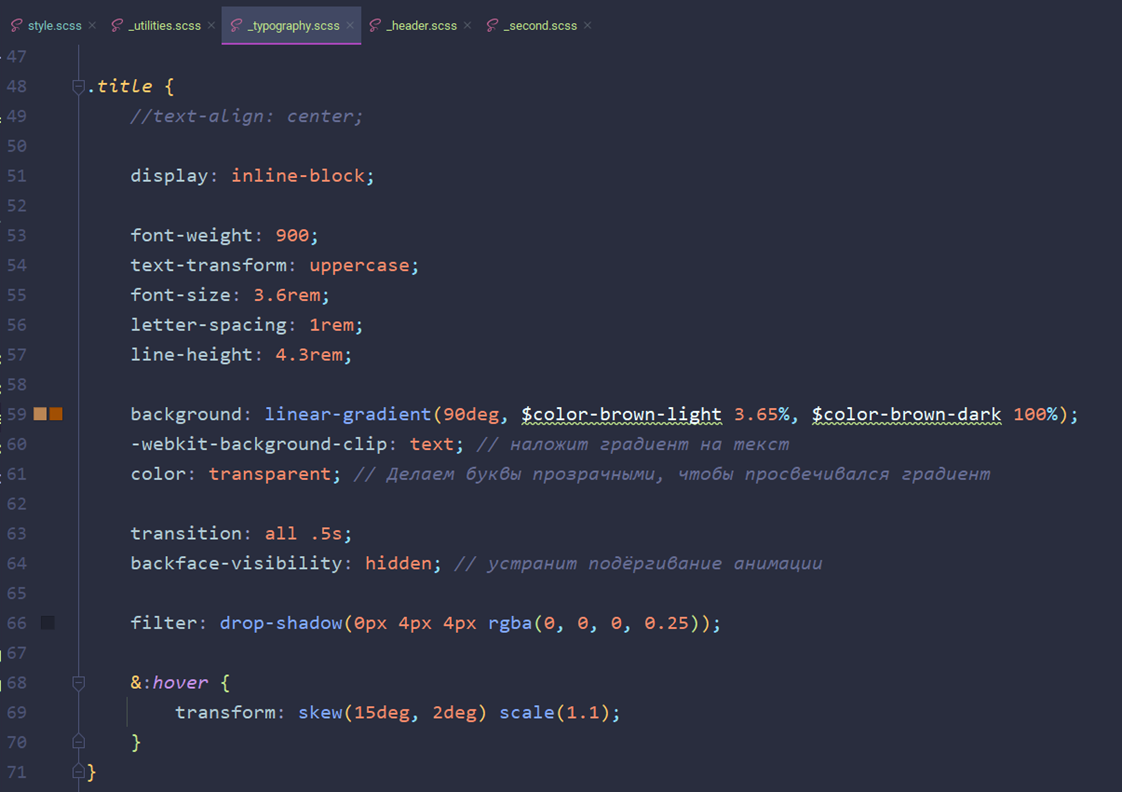 style.scss × _utilities.scss × _typography.scss × _header.scss × _second.scss ×
47
48 .title {
49 //text-align: center;
50
51 display: inline-block;
52
53 font-weight: 900;
54 text-transform: uppercase;
55 font-size: 3.6rem;
56 letter-spacing: 1rem;
57 line-height: 4.3rem;
58
59 background: linear-gradient(90deg, $color-brown-light 3.65%, $color-brown-dark 100%);
60 -webkit-background-clip: text; // наложит градиент на текст
61 color: transparent; // Делаем буквы прозрачными, чтобы просвечивался градиент
62
63 transition: all .5s;
64 backface-visibility: hidden; // устранит подёргивание анимации
65
66 filter: drop-shadow(0px 4px 4px rgba(0, 0, 0, 0.25));
67
68 &:hover {
69 transform: skew(15deg, 2deg) scale(1.1);
70 }
71 }